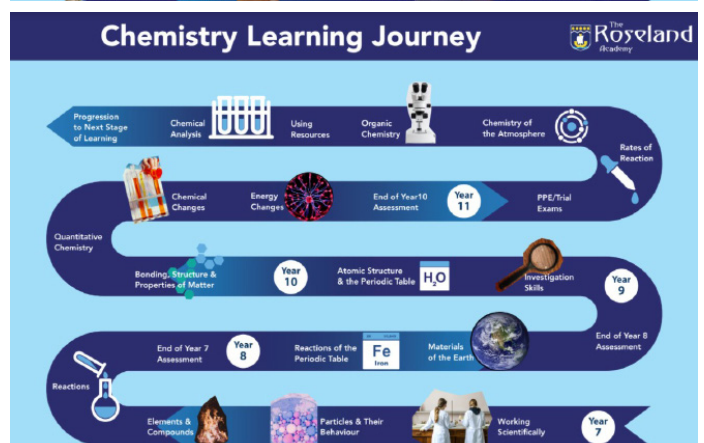 Chemistry Learning Journey
The
Roseland
Academy
Progression
to Next Stage
of Learning
Chemical
Analysis
Using
Resources
Organic
Chemistry
Chemistry of
the Atmosphere
Rates of
Reaction
Chemical
Changes
Energy
Changes
End of Year10
Assessment
Year
11
PPE/Trial
Exams
Quantitative
Chemistry
Bonding, Structure &
Properties of Matter
Year
10
Atomic Structure
& the Periodic Table
H₂O
Investigation
Skills
Year
9
End of Year 7
Assessment
Year
8
Reactions of the
Periodic Table
Fe
Iron
Materials
of the Earth
End of Year 8
Assessment
Reactions
Elements &
Compounds
Particles & Their
Behaviour
Working
Scientifically
Year
7